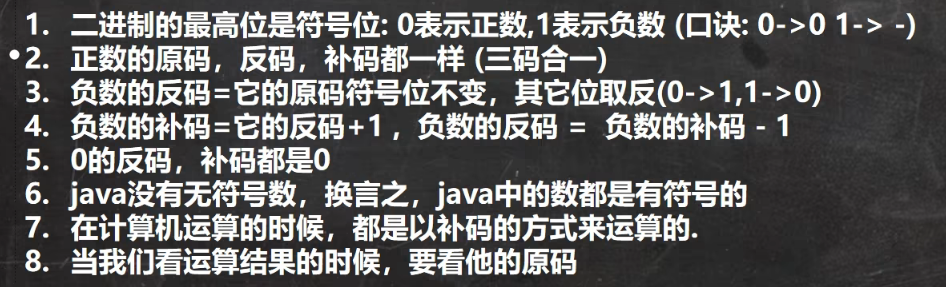 1. 二进制的最高位是符号位: 0表示正数,1表示负数 (口诀: 0->0 1-> -)
2. 正数的原码，反码，补码都一样 (三码合一)
3. 负数的反码=它的原码符号位不变，其它位取反(0->1,1->0)
4. 负数的补码=它的反码+1，负数的反码 = 负数的补码 - 1
5. 0的反码，补码都是0
6. java没有无符号数，换言之，java中的数都是有符号的
7. 在计算机运算的时候，都是以补码的方式来运算的.
8. 当我们看运算结果的时候，要看他的原码